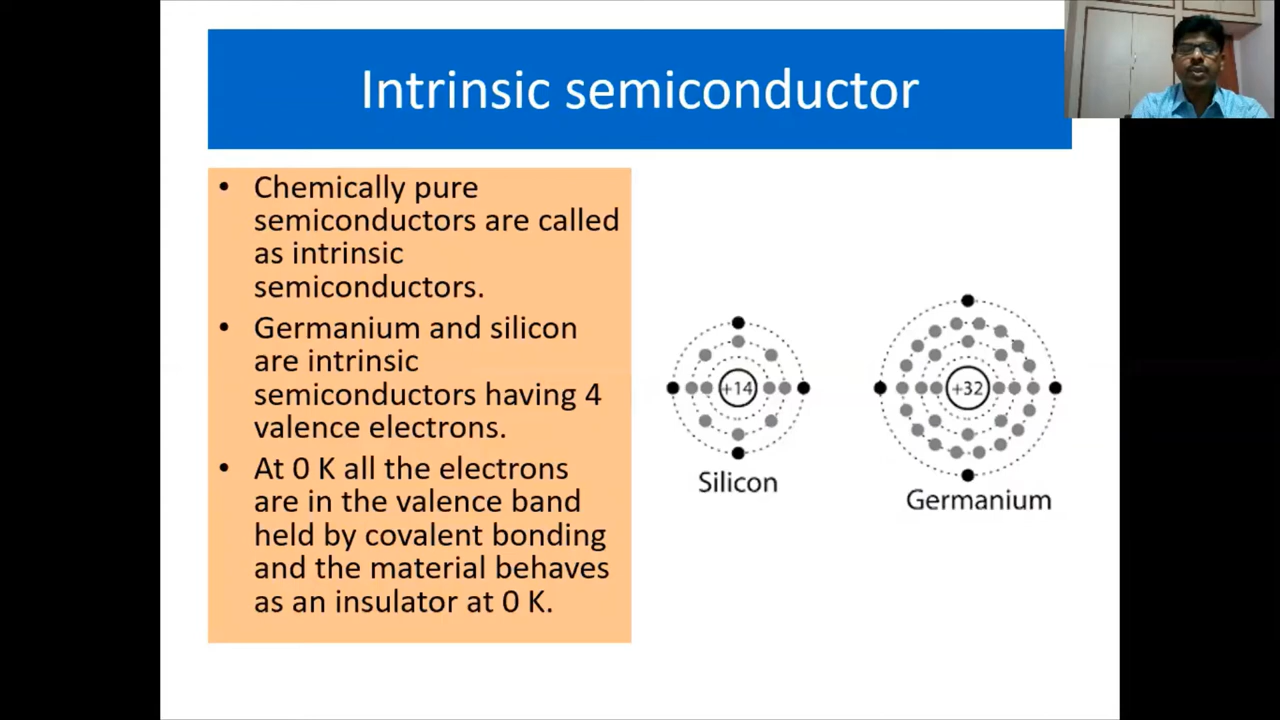 Intrinsic semiconductor
• Chemically pure
semiconductors are called
as intrinsic
semiconductors.
• Germanium and silicon
are intrinsic
semiconductors having 4
valence electrons.
• At 0 K all the electrons
are in the valence band
held by covalent bonding
and the material behaves
as an insulator at 0 K.
+14
Silicon
+32
Germanium